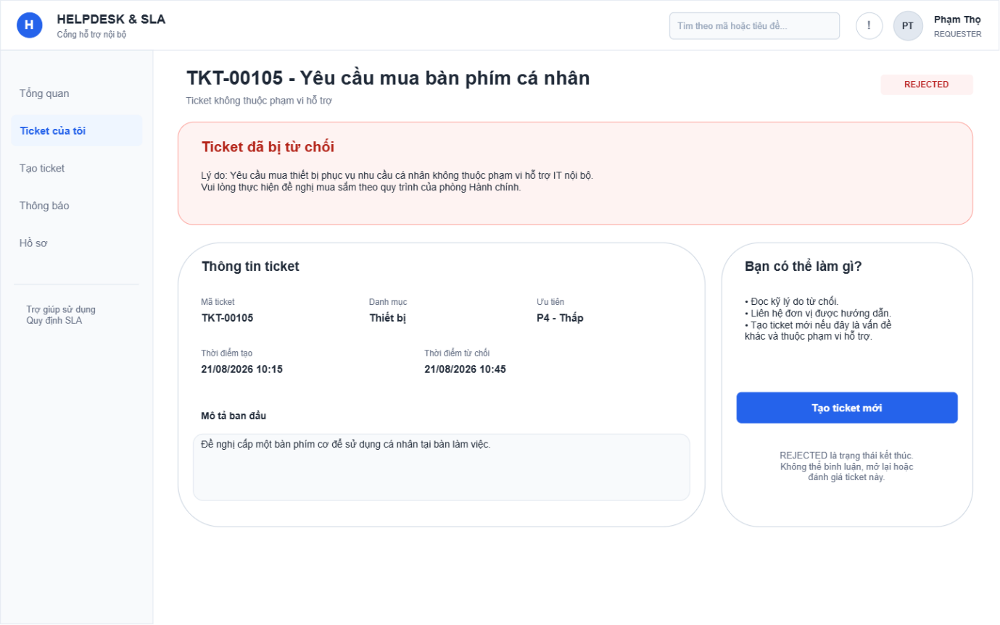 H
HELPDESK & SLA
Cổng hỗ trợ nội bộ
Tìm theo mã hoặc tiêu đề...
!
PT
Phạm Thọ
REQUESTER
Tổng quan
Ticket của tôi
Tạo ticket
Thông báo
Hồ sơ
Trợ giúp sử dụng
Quy định SLA
TKT-00105 - Yêu cầu mua bàn phím cá nhân
Ticket không thuộc phạm vi hỗ trợ
REJECTED
Ticket đã bị từ chối
Lý do: Yêu cầu mua thiết bị phục vụ nhu cầu cá nhân không thuộc phạm vi hỗ trợ IT nội bộ.
Vui lòng thực hiện đề nghị mua sắm theo quy trình của phòng Hành chính.
Thông tin ticket
Mã ticket
TKT-00105
Danh mục
Thiết bị
Ưu tiên
P4 - Thấp
Thời điểm tạo
21/08/2026 10:15
Thời điểm từ chối
21/08/2026 10:45
Mô tả ban đầu
Đề nghị cấp một bàn phím cơ để sử dụng cá nhân tại bàn làm việc.
Bạn có thể làm gì?
• Đọc kỹ lý do từ chối.
• Liên hệ đơn vị được hướng dẫn.
• Tạo ticket mới nếu đây là vấn đề
khác và thuộc phạm vi hỗ trợ.
Tạo ticket mới
REJECTED là trạng thái kết thúc.
Không thể bình luận, mở lại hoặc
đánh giá ticket này.